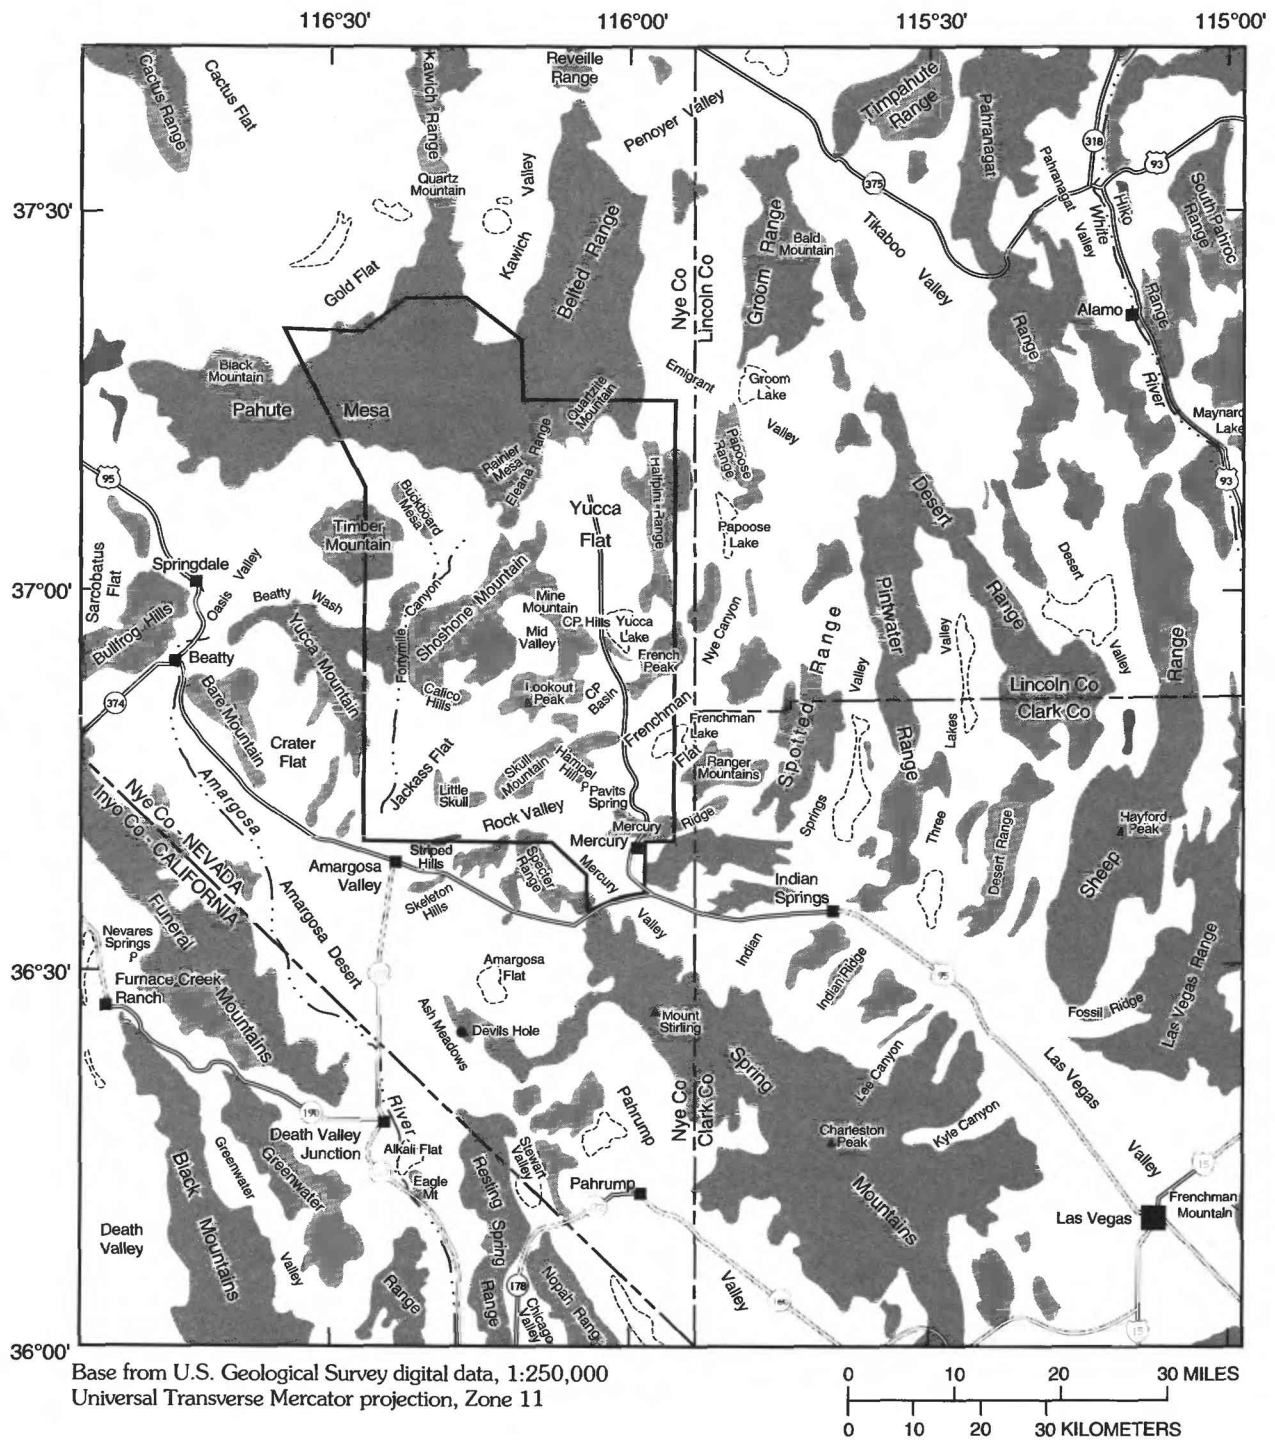 116°30' 116°00' 115°30' 115°00'
Cactus Range
Cactus Flat
Kawich Range
Reveille
Range
Penoyer Valley
Timpahute
Range
Pahranagat
318
93
375
Quartz
Mountain
Kawich Valley
Belted Range
Pahranagat
Valley
Hiko
White
South Pahroc
Range
37°30'
Gold Flat
Groom Range
Bald
Mountain
Tikaboo
Valley
Nye Co
Lincoln Co
Alamo
Range
Range
River
Black
Mountain
Pahute Mesa
Emigrant
Valley
Groom
Lake
Quartzite
Mountain
Maynard
Lake
93
Rainier
Mesa
Eleana Range
Halfpint Range
Papoose
Range
95
Buckboard
Mesa
Yucca
Flat
Papoose
Lake
Desert
Range
Timber
Mountain
Springdale
Sarcobatus
Flat
Oasis Valley
Desert
Valley
37°00'
Beatty Wash
Bullfrog Hills
Beatty
Yucca Mountain
Fortymile Canyon
Shoshone Mountain
Mine
Mountain
CP Hills
Yucca
Lake
Mid
Valley
French
Peak
Nye Canyon
Spotted Range
Pintwater
Range
Valley
Valley
Range
Lincoln Co
Clark Co
374
Bare Mountain
Calico
Hills
Lookout
Peak
CP
Basin
Frenchman
Flat
Frenchman
Lake
Lakes
Crater
Flat
Jackass Flat
Skull
Mountain
Hampel
Hill
Ranger
Mountains
Little
Skull
Pavits
Spring
Rock Valley
Mercury
Ridge
Springs
Three
Desert Range
Hayford
Peak
Amargosa
Nye Co - NEVADA
Inyo Co - CALIFORNIA
Mercury
Striped
Hills
Specter
Range
Mercury
Valley
Amargosa
Valley
Skeleton
Hills
Indian
Springs
Sheep
Funeral
Mountains
Amargosa Desert
Nevares
Springs
Indian
Indian Ridge
95
Las Vegas Range
36°30'
Furnace Creek
Ranch
Amargosa
Flat
Ash Meadows
Devils Hole
Mount
Stirling
Fossil Ridge
Spring
Mountains
Lee Canyon
Las Vegas
Valley
Nye Co
Clark Co
Pahrump
190
River
Death Valley
Junction
Alkali Flat
Charleston
Peak
Kyle Canyon
Black
Mountains
Greenwater
Valley
Greenwater
Range
Eagle
Mt
Resting Spring
Range
Stewart
Valley
Pahrump
15
Las Vegas
Frenchman
Mountain
Death
Valley
178
Chicago
Valley
Nopah Range
Valley
15
36°00'
Base from U.S. Geological Survey digital data, 1:250,000
Universal Transverse Mercator projection, Zone 11
0 10 20 30 MILES
0 10 20 30 KILOMETERS